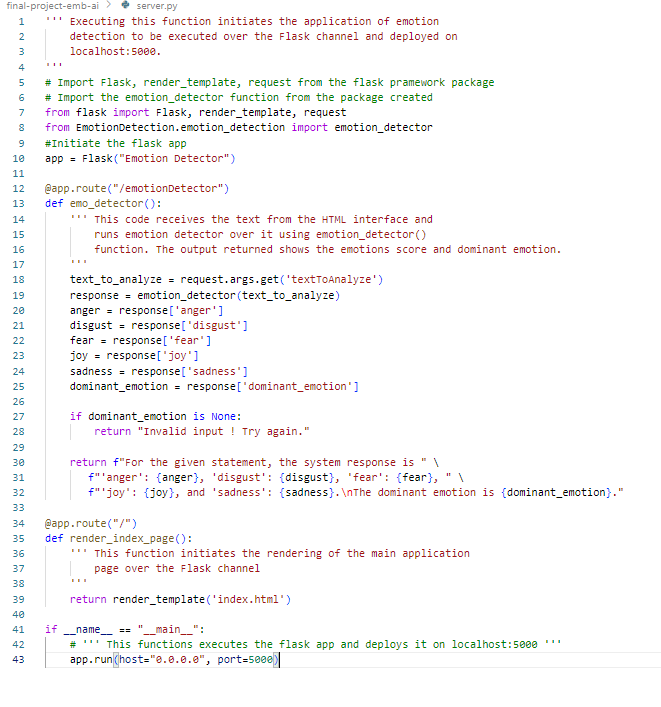 final-project-emb-ai > server.py
1 ''' Executing this function initiates the application of emotion
2     detection to be executed over the Flask channel and deployed on
3     localhost:5000.
4 '''
5 # Import Flask, render_template, request from the flask pramework package
6 # Import the emotion_detector function from the package created
7 from flask import Flask, render_template, request
8 from EmotionDetection.emotion_detection import emotion_detector
9 #Initiate the flask app
10 app = Flask("Emotion Detector")
11
12 @app.route("/emotionDetector")
13 def emo_detector():
14     ''' This code receives the text from the HTML interface and
15         runs emotion detector over it using emotion_detector()
16         function. The output returned shows the emotions score and dominant emotion.
17     '''
18     text_to_analyze = request.args.get('textToAnalyze')
19     response = emotion_detector(text_to_analyze)
20     anger = response['anger']
21     disgust = response['disgust']
22     fear = response['fear']
23     joy = response['joy']
24     sadness = response['sadness']
25     dominant_emotion = response['dominant_emotion']
26
27     if dominant_emotion is None:
28         return "Invalid input ! Try again."
29
30     return f"For the given statement, the system response is " \
31        f"'anger': {anger}, 'disgust': {disgust}, 'fear': {fear}, " \
32        f"'joy': {joy}, and 'sadness': {sadness}.\nThe dominant emotion is {dominant_emotion}."
33
34 @app.route("/")
35 def render_index_page():
36     ''' This function initiates the rendering of the main application
37         page over the Flask channel
38     '''
39     return render_template('index.html')
40
41 if __name__ == "__main__":
42     # ''' This functions executes the flask app and deploys it on localhost:5000 '''
43     app.run(host="0.0.0.0", port=5000)